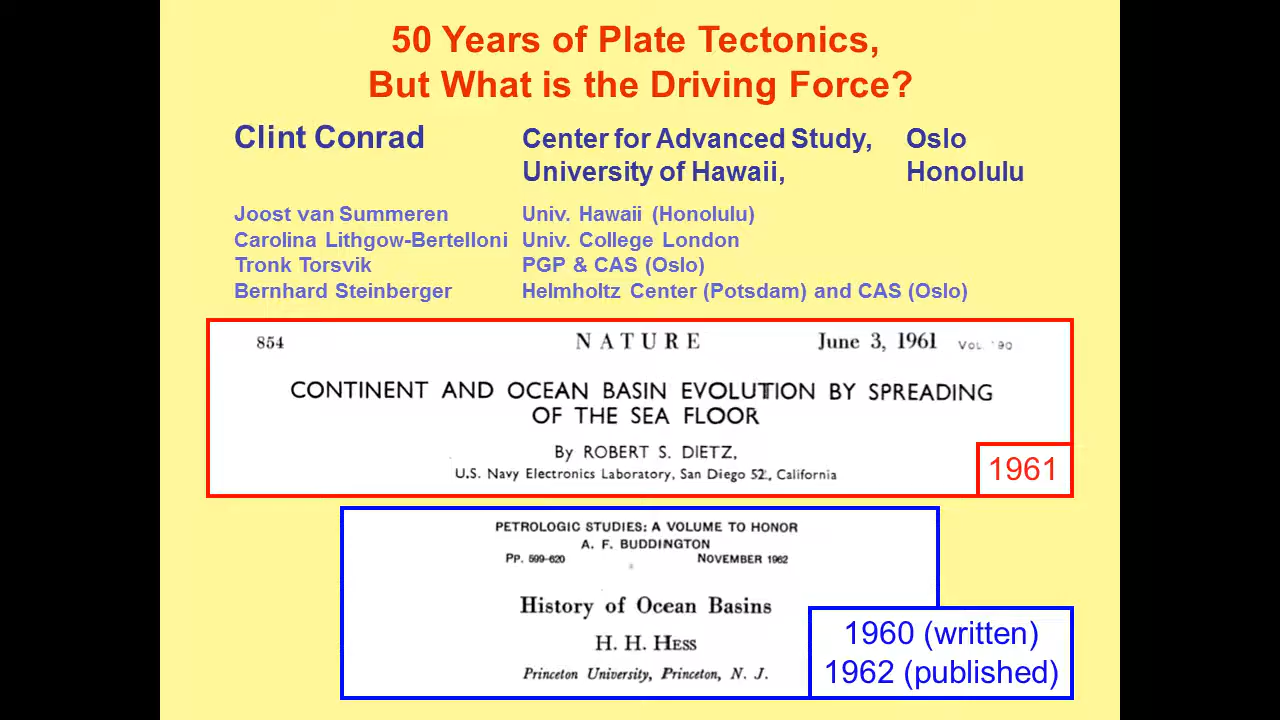 50 Years of Plate Tectonics,
But What is the Driving Force?
Clint Conrad Center for Advanced Study, Oslo
University of Hawaii, Honolulu
Joost van Summeren Univ. Hawaii (Honolulu)
Carolina Lithgow-Bertelloni Univ. College London
Tronk Torsvik PGP & CAS (Oslo)
Bernhard Steinberger Helmholtz Center (Potsdam) and CAS (Oslo)
854 NATURE June 3, 1961 VOL. 190
CONTINENT AND OCEAN BASIN EVOLUTION BY SPREADING
OF THE SEA FLOOR
By ROBERT S. DIETZ,
U.S. Navy Electronics Laboratory, San Diego 52, California
1961
PETROLOGIC STUDIES: A VOLUME TO HONOR
A. F. BUDDINGTON
PP. 599-620 NOVEMBER 1962
History of Ocean Basins
H. H. HESS
Princeton University, Princeton, N. J.
1960 (written)
1962 (published)